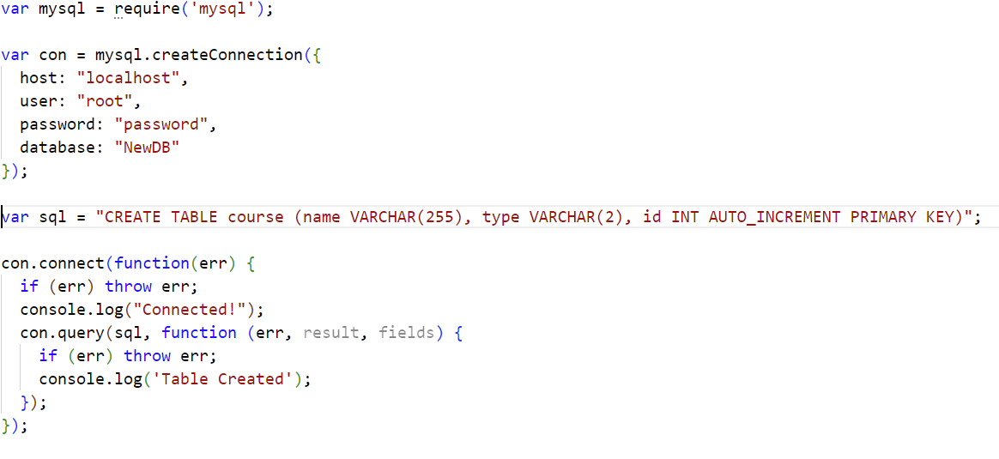 var mysql = require('mysql');
var con = mysql.createConnection({
host: "localhost",
user: "root",
password: "password",
database: "NewDB"
});
var sql = "CREATE TABLE course (name VARCHAR(255), type VARCHAR(2), id INT AUTO_INCREMENT PRIMARY KEY)";
con.connect(function(err) {
if (err) throw err;
console.log("Connected!");
con.query(sql, function (err, result, fields) {
if (err) throw err;
console.log('Table Created');
});
});